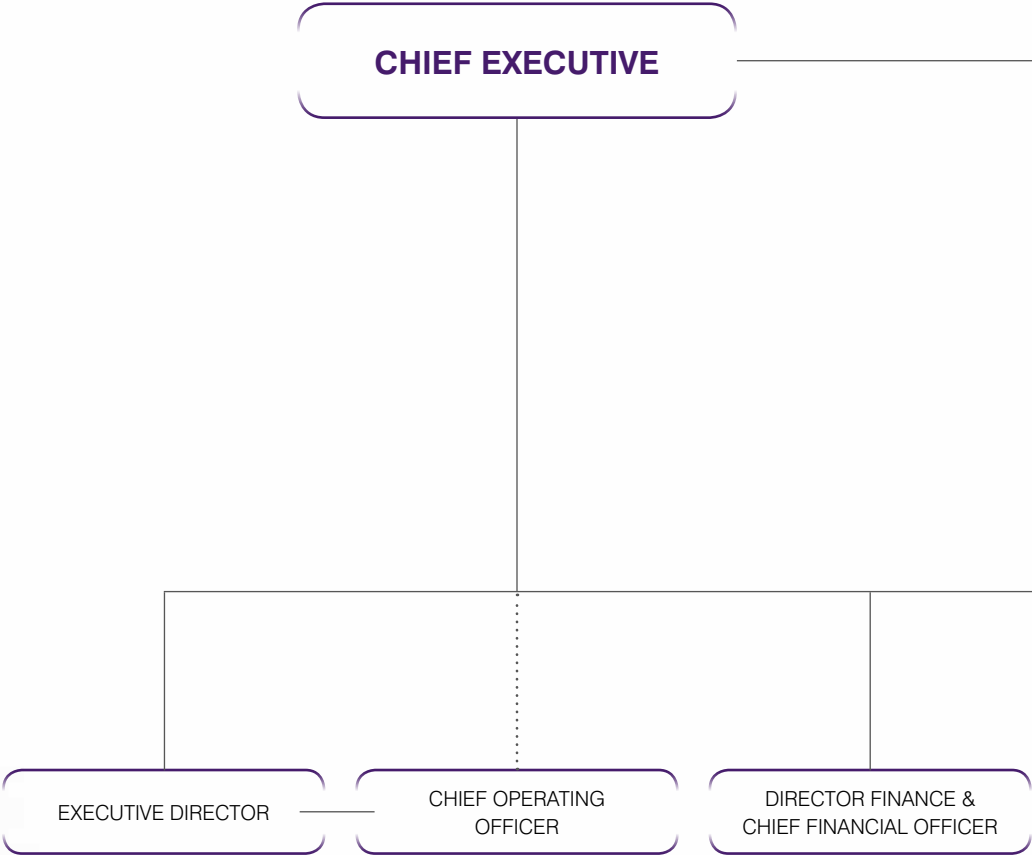 CHIEF EXECUTIVE
EXECUTIVE DIRECTOR
CHIEF OPERATING
OFFICER
DIRECTOR FINANCE &
CHIEF FINANCIAL OFFICER